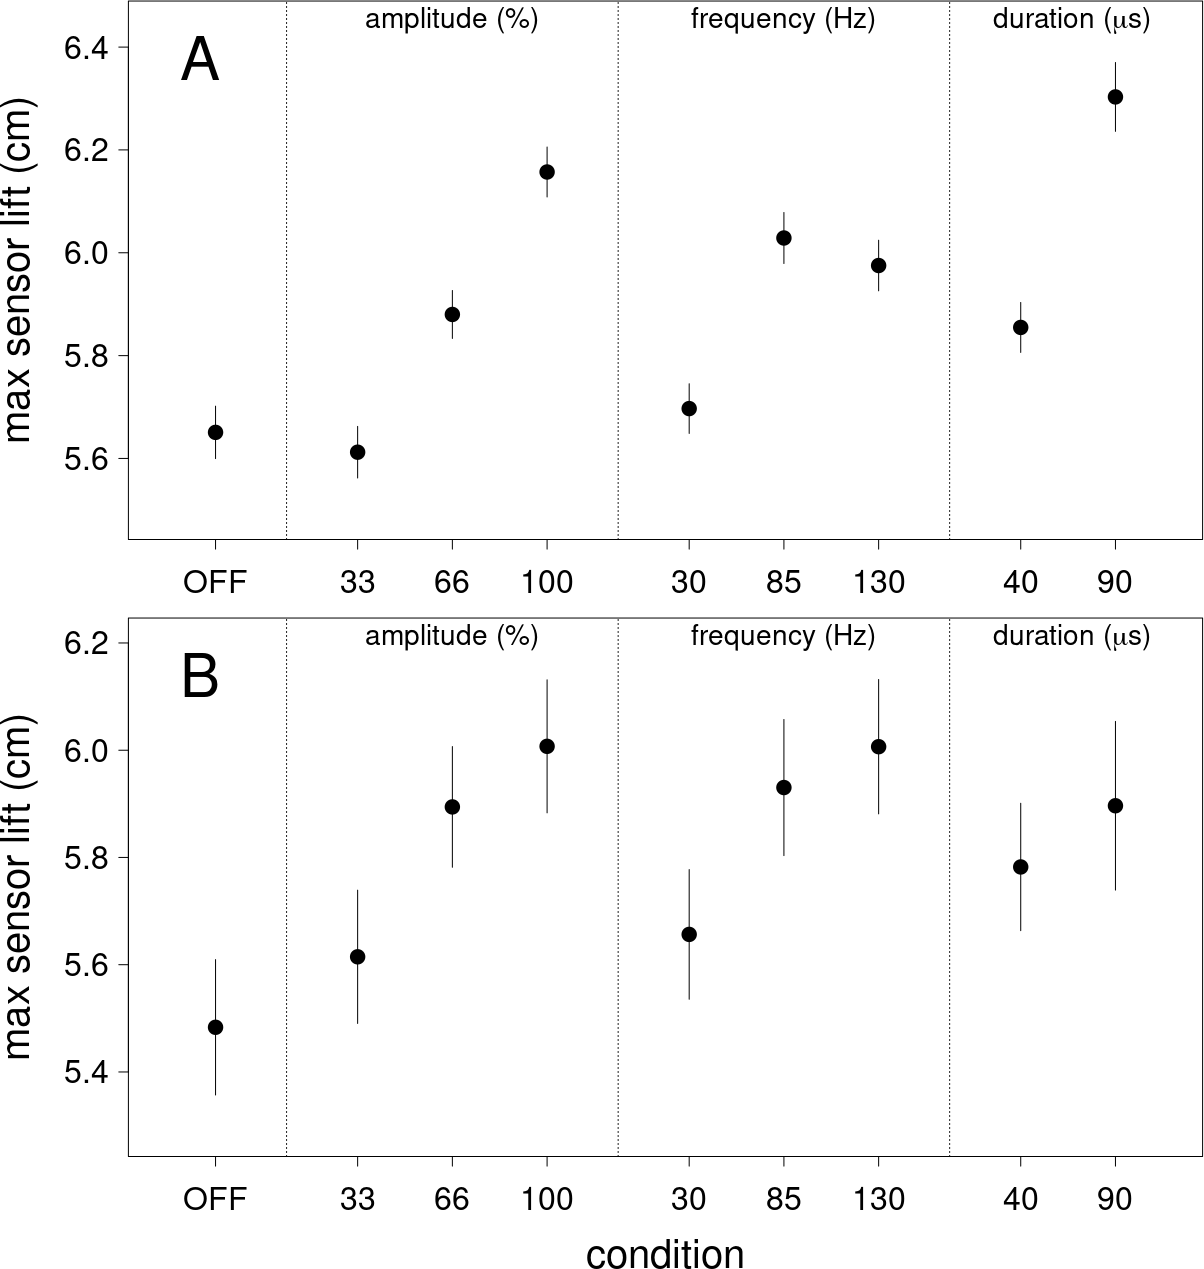 amplitude (%) frequency (Hz) duration (μs)
A
max sensor lift (cm)
6.4
6.2
6.0
5.8
5.6
OFF 33 66 100 30 85 130 40 90
amplitude (%) frequency (Hz) duration (μs)
B
max sensor lift (cm)
6.2
6.0
5.8
5.6
5.4
OFF 33 66 100 30 85 130 40 90
condition